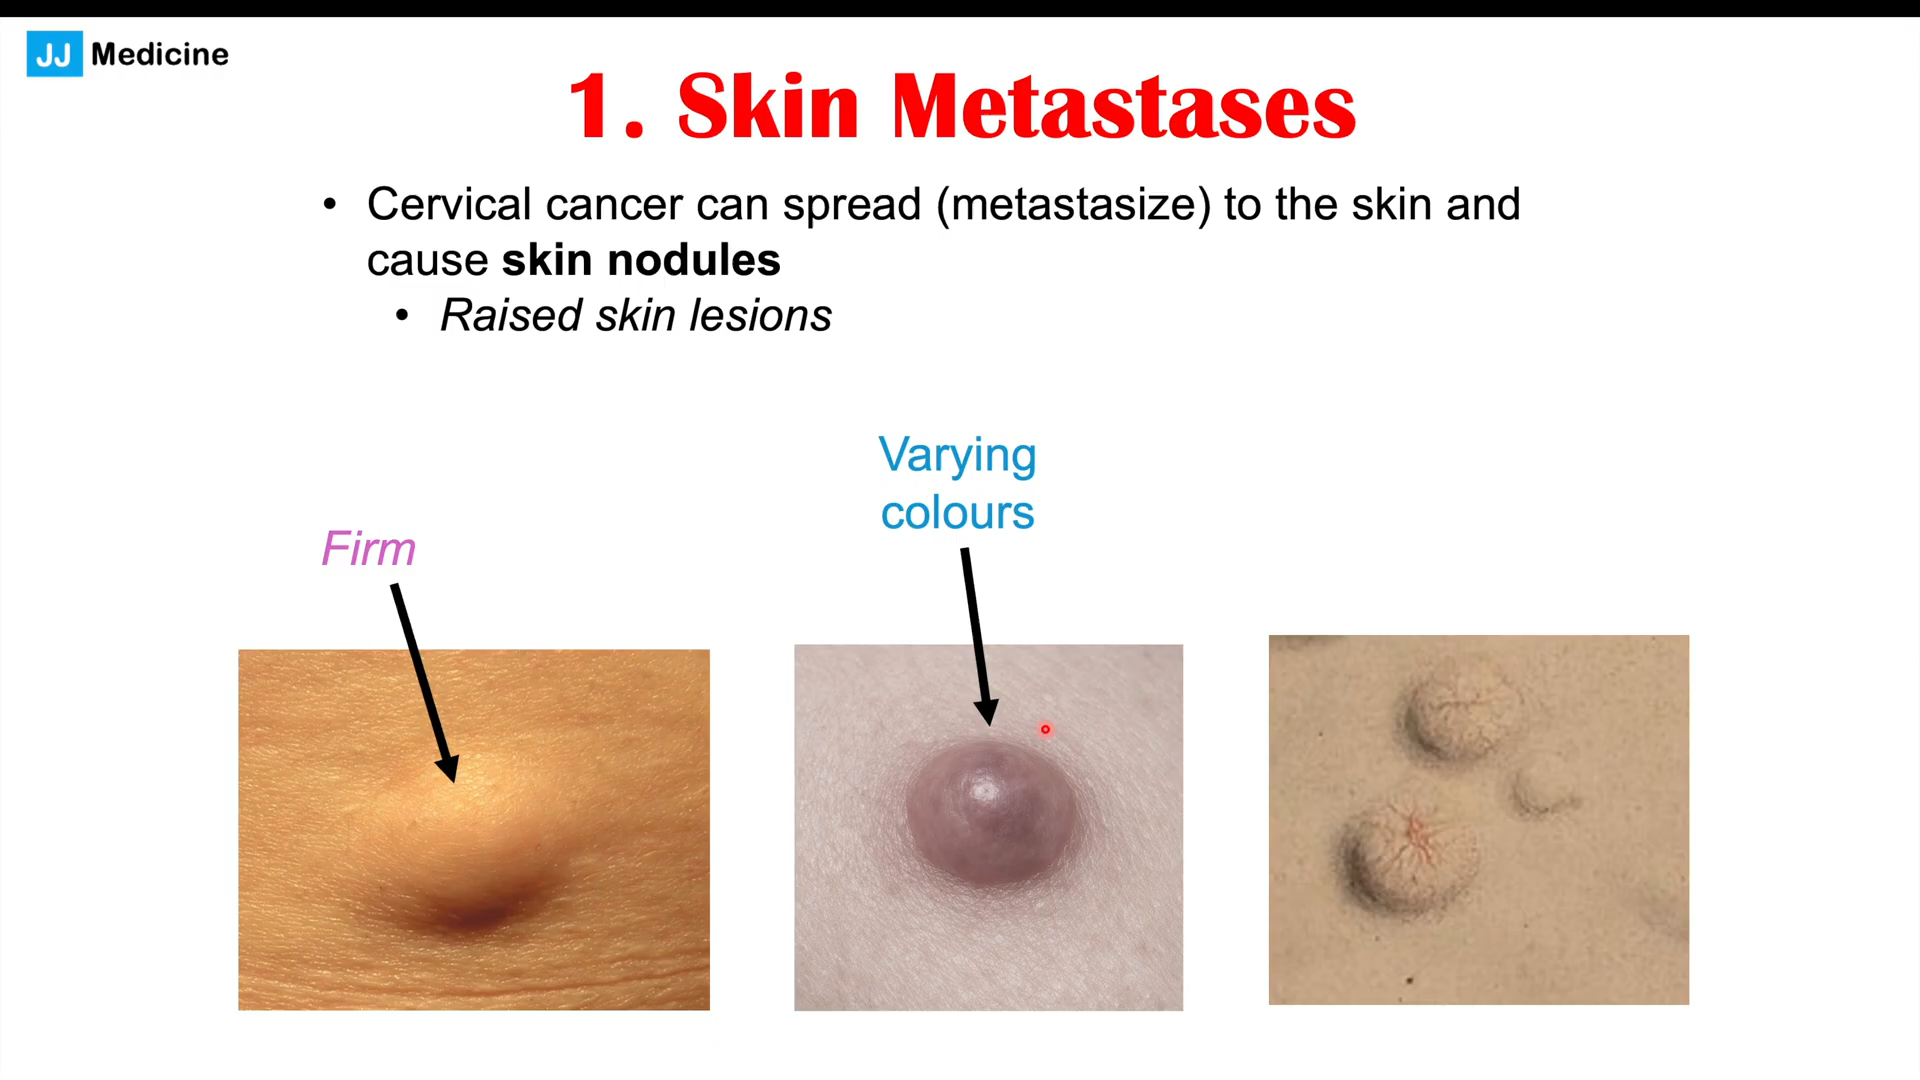 JJ Medicine
1. Skin Metastases
• Cervical cancer can spread (metastasize) to the skin and
cause skin nodules
• Raised skin lesions
Varying
colours
Firm